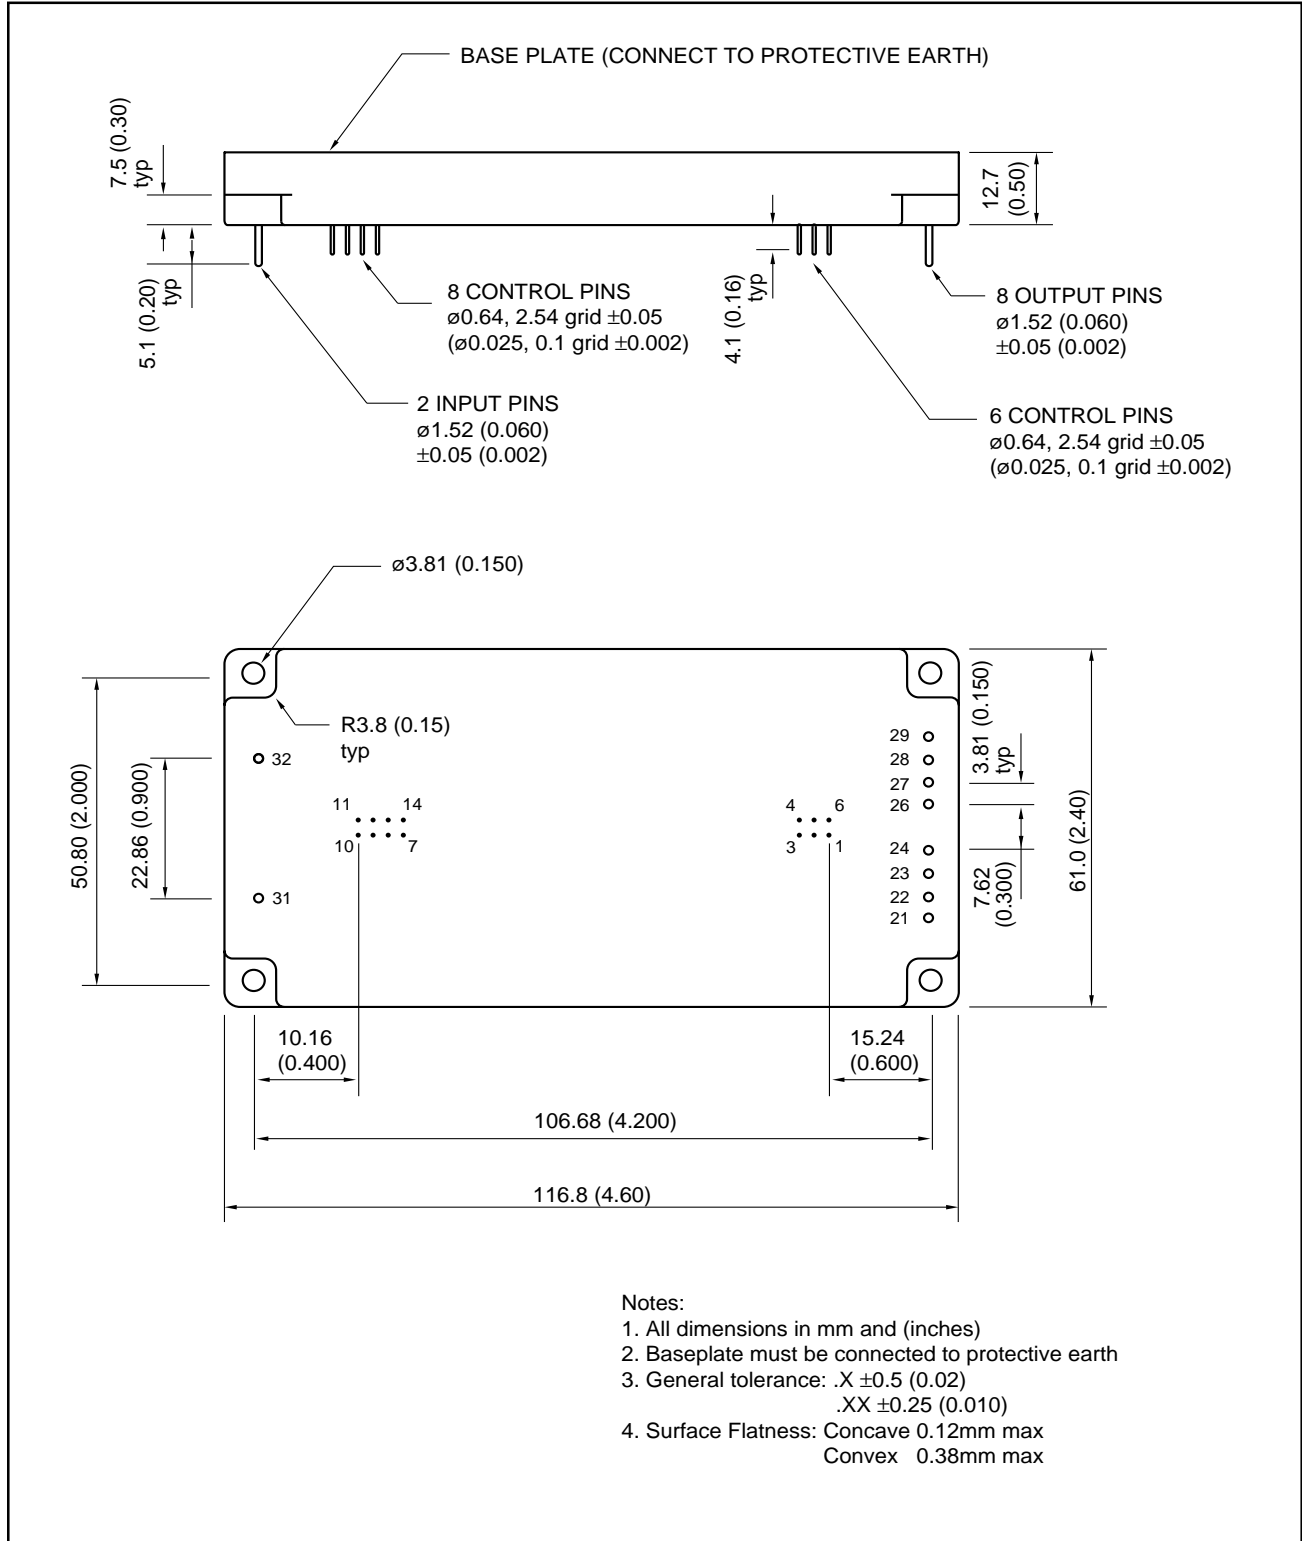 BASE PLATE (CONNECT TO PROTECTIVE EARTH)
7.5 (0.30)
typ
12.7
(0.50)
5.1 (0.20)
typ
4.1 (0.16)
typ
8 CONTROL PINS
ø0.64, 2.54 grid ±0.05
(ø0.025, 0.1 grid ±0.002)
8 OUTPUT PINS
ø1.52 (0.060)
±0.05 (0.002)
2 INPUT PINS
ø1.52 (0.060)
±0.05 (0.002)
6 CONTROL PINS
ø0.64, 2.54 grid ±0.05
(ø0.025, 0.1 grid ±0.002)
ø3.81 (0.150)
R3.8 (0.15)
typ
50.80 (2.000)
22.86 (0.900)
32
31
11
14
10
7
4
6
3
1
29
28
27
26
24
23
22
21
3.81 (0.150)
typ
7.62
(0.300)
61.0 (2.40)
10.16
(0.400)
15.24
(0.600)
106.68 (4.200)
116.8 (4.60)
Notes:
1. All dimensions in mm and (inches)
2. Baseplate must be connected to protective earth
3. General tolerance: .X ±0.5 (0.02)
.XX ±0.25 (0.010)
4. Surface Flatness: Concave 0.12mm max
Convex 0.38mm max